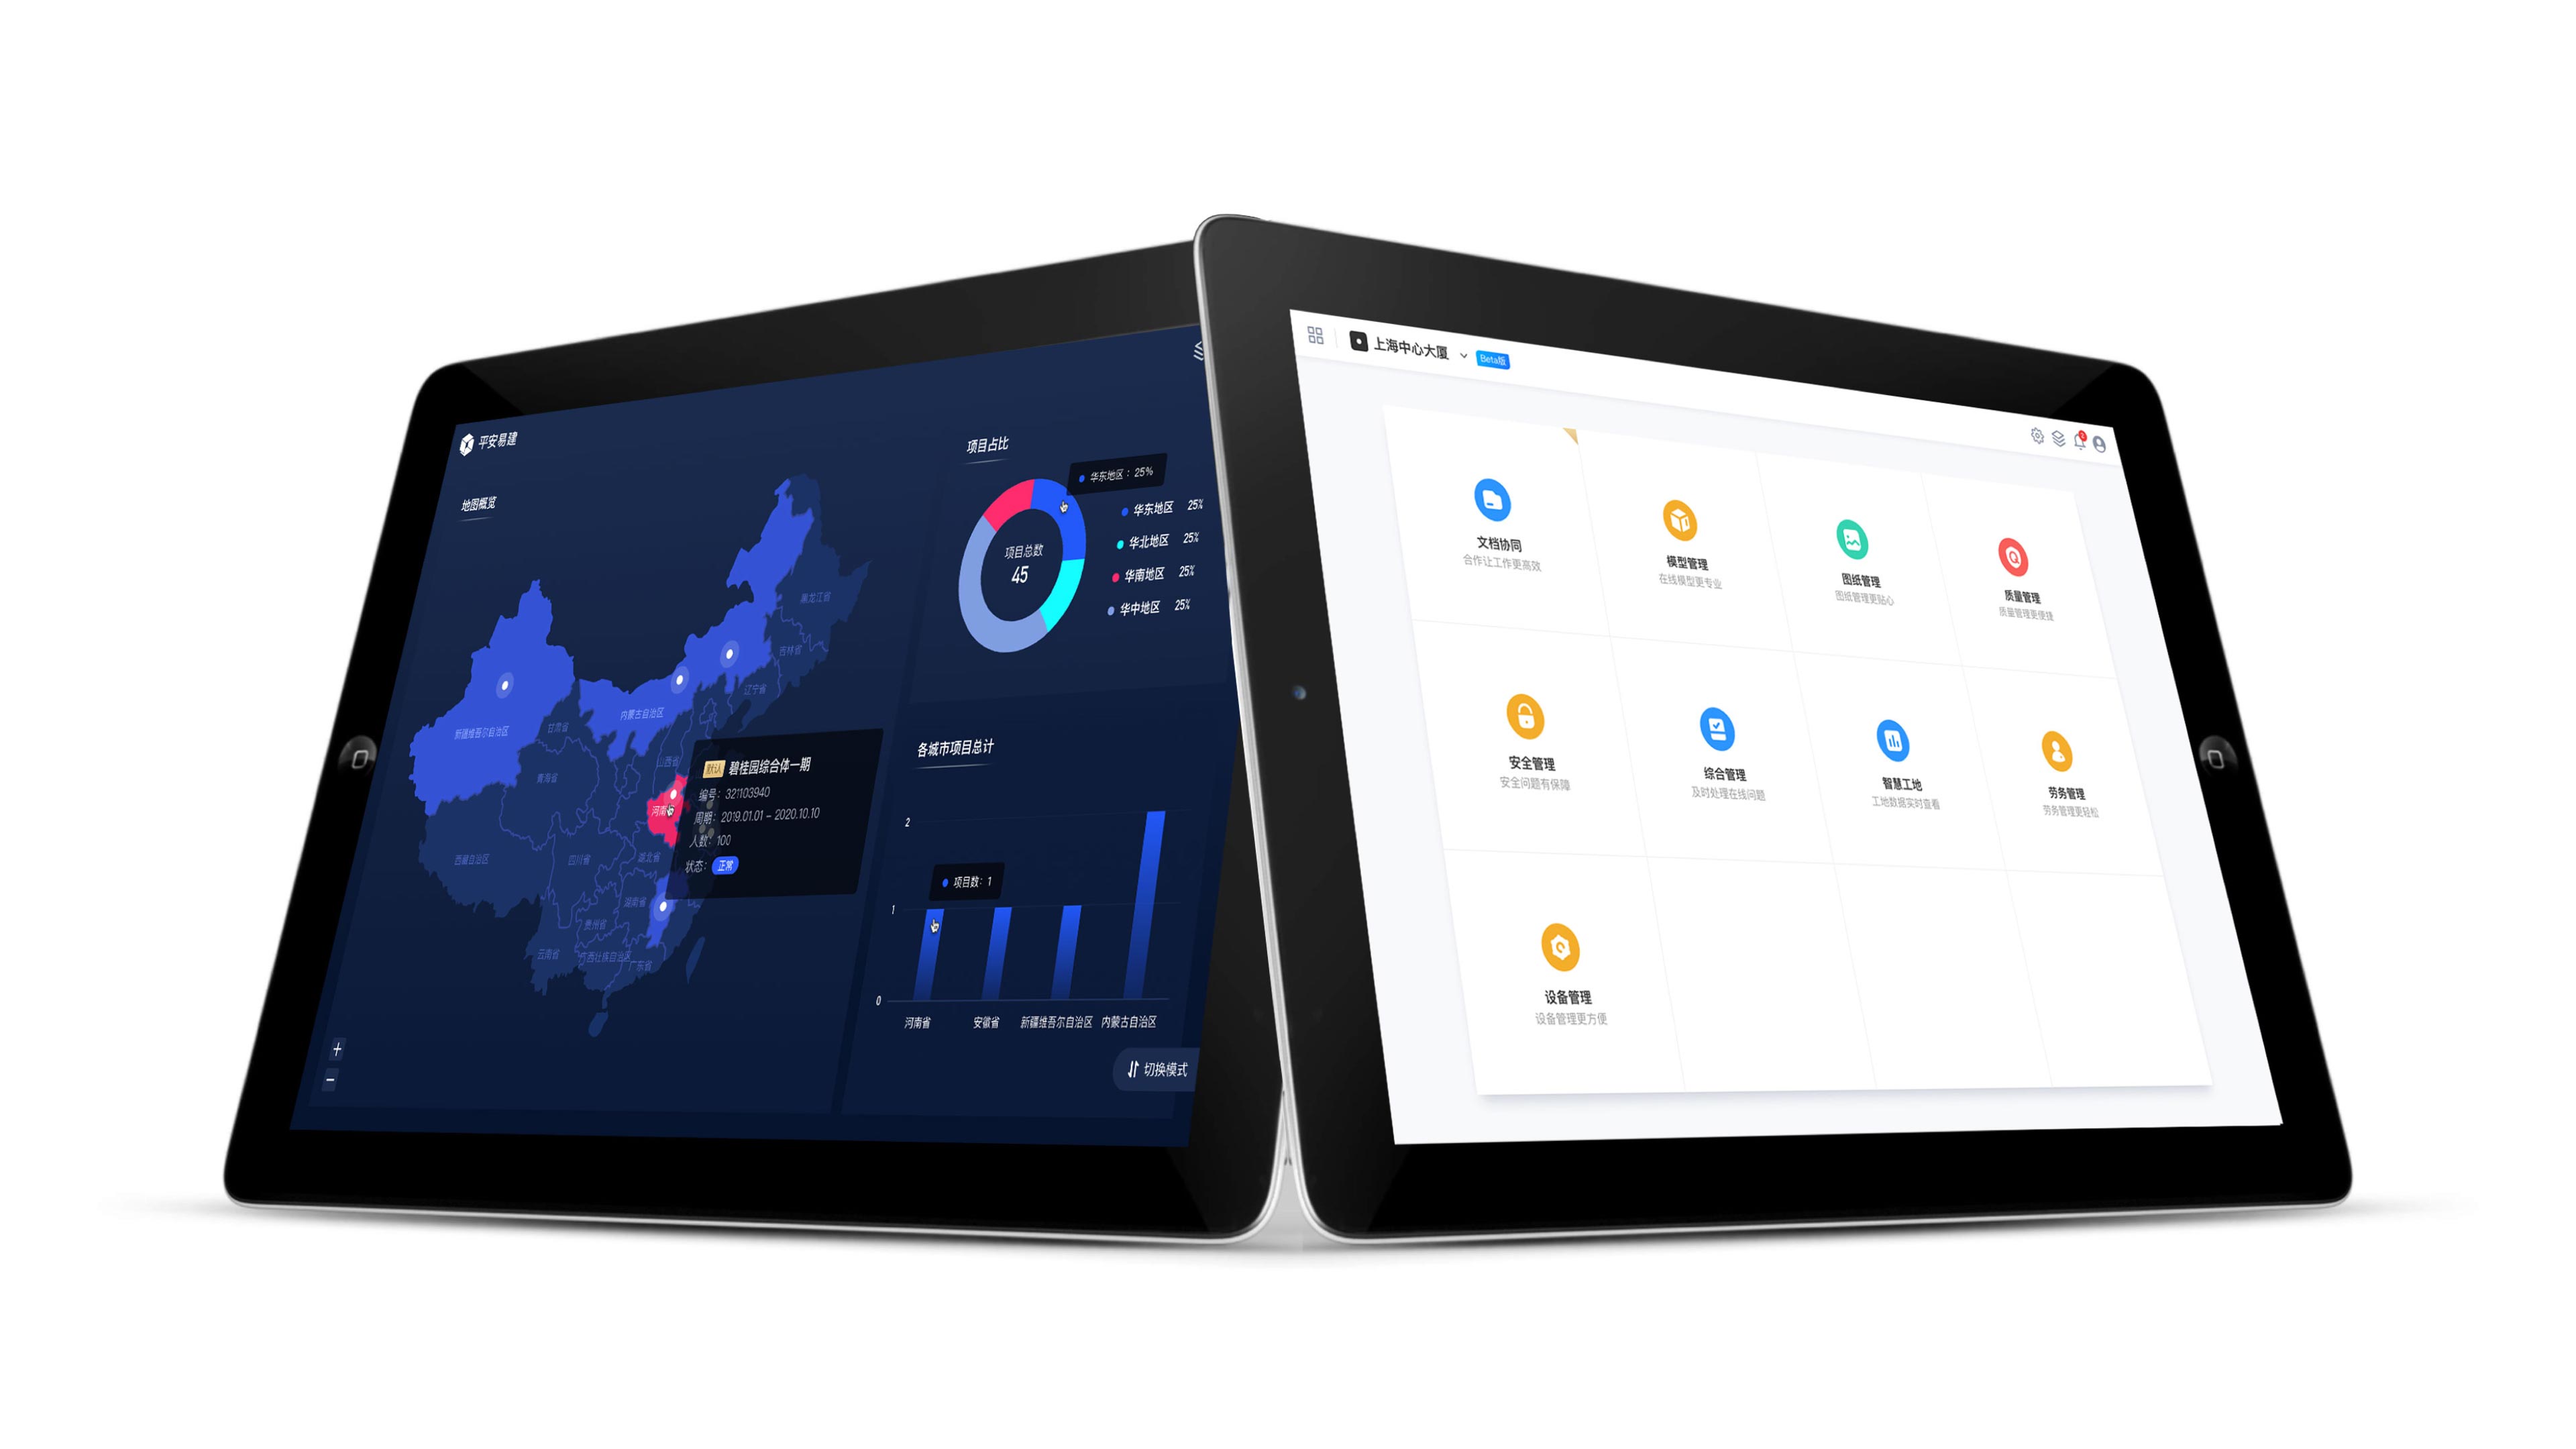 平安易建
地图概览
黑龙江省
吉林省
辽宁省
内蒙古自治区
新疆维吾尔自治区
甘肃省
山西省
青海省
河南省
西藏自治区
四川省
湖北省
湖南省
贵州省
云南省
广西壮族自治区
广东省
默认 碧桂园综合体一期
编号：321103940
周期：2019.01.01 – 2020.10.10
人数：100
状态： 正常
+
−
项目占比
华东地区：25%
项目总数
45
华东地区 25%
华北地区 25%
华南地区 25%
华中地区 25%
各城市项目总计
2
1
0
项目数：1
河南省 安徽省 新疆维吾尔自治区 内蒙古自治区
切换模式
上海中心大厦 Beta版
文档协同
合作让工作更高效
模型管理
在线模型更专业
图纸管理
图纸管理更贴心
质量管理
质量管理更便捷
安全管理
安全问题有保障
综合管理
及时处理在线问题
智慧工地
工地数据实时查看
劳务管理
劳务管理更轻松
设备管理
设备管理更方便